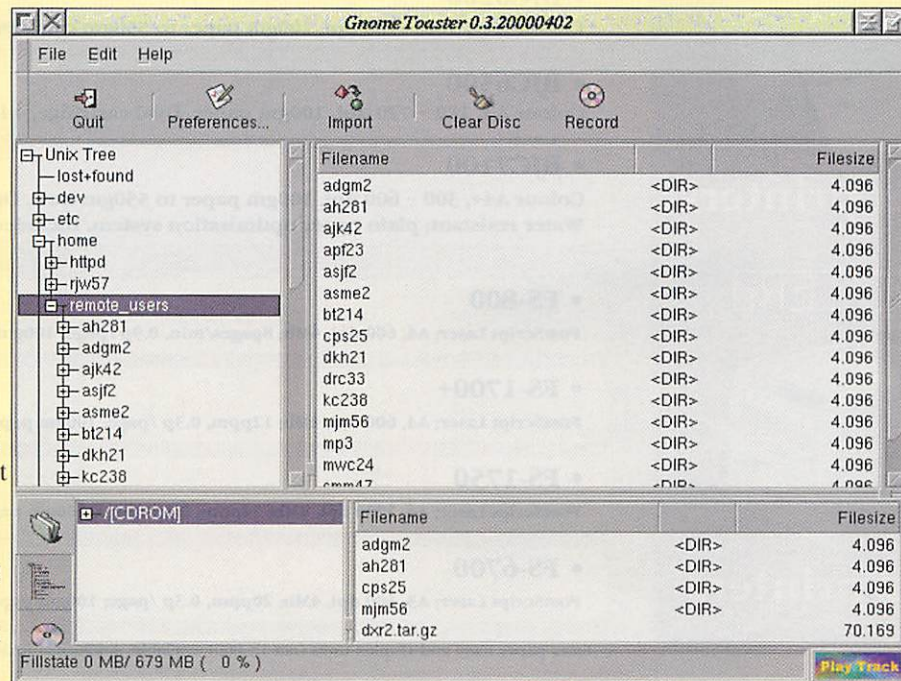 GnomeToaster 0.3.20000402
File Edit Help
Quit Preferences... Import Clear Disc Record
Unix Tree
lost+found
dev
etc
home
httpd
rjw57
remote_users
ah281
adgm2
ajk42
asjf2
asme2
bt214
dkh21
kc238
Filename Filesize
adgm2 <DIR> 4.096
ah281 <DIR> 4.096
ajk42 <DIR> 4.096
apf23 <DIR> 4.096
asjf2 <DIR> 4.096
asme2 <DIR> 4.096
bt214 <DIR> 4.096
cps25 <DIR> 4.096
dkh21 <DIR> 4.096
drc33 <DIR> 4.096
kc238 <DIR> 4.096
mjm56 <DIR> 4.096
mp3 <DIR> 4.096
mwc24 <DIR> 4.096
smm47 <DIR> 4.096
t
/[CDROM]
Filename Filesize
adgm2 <DIR> 4.096
ah281 <DIR> 4.096
cps25 <DIR> 4.096
mjm56 <DIR> 4.096
dxr2.tar.gz 70.169
Fillstate 0 MB/ 679 MB ( 0 % )
Play Track